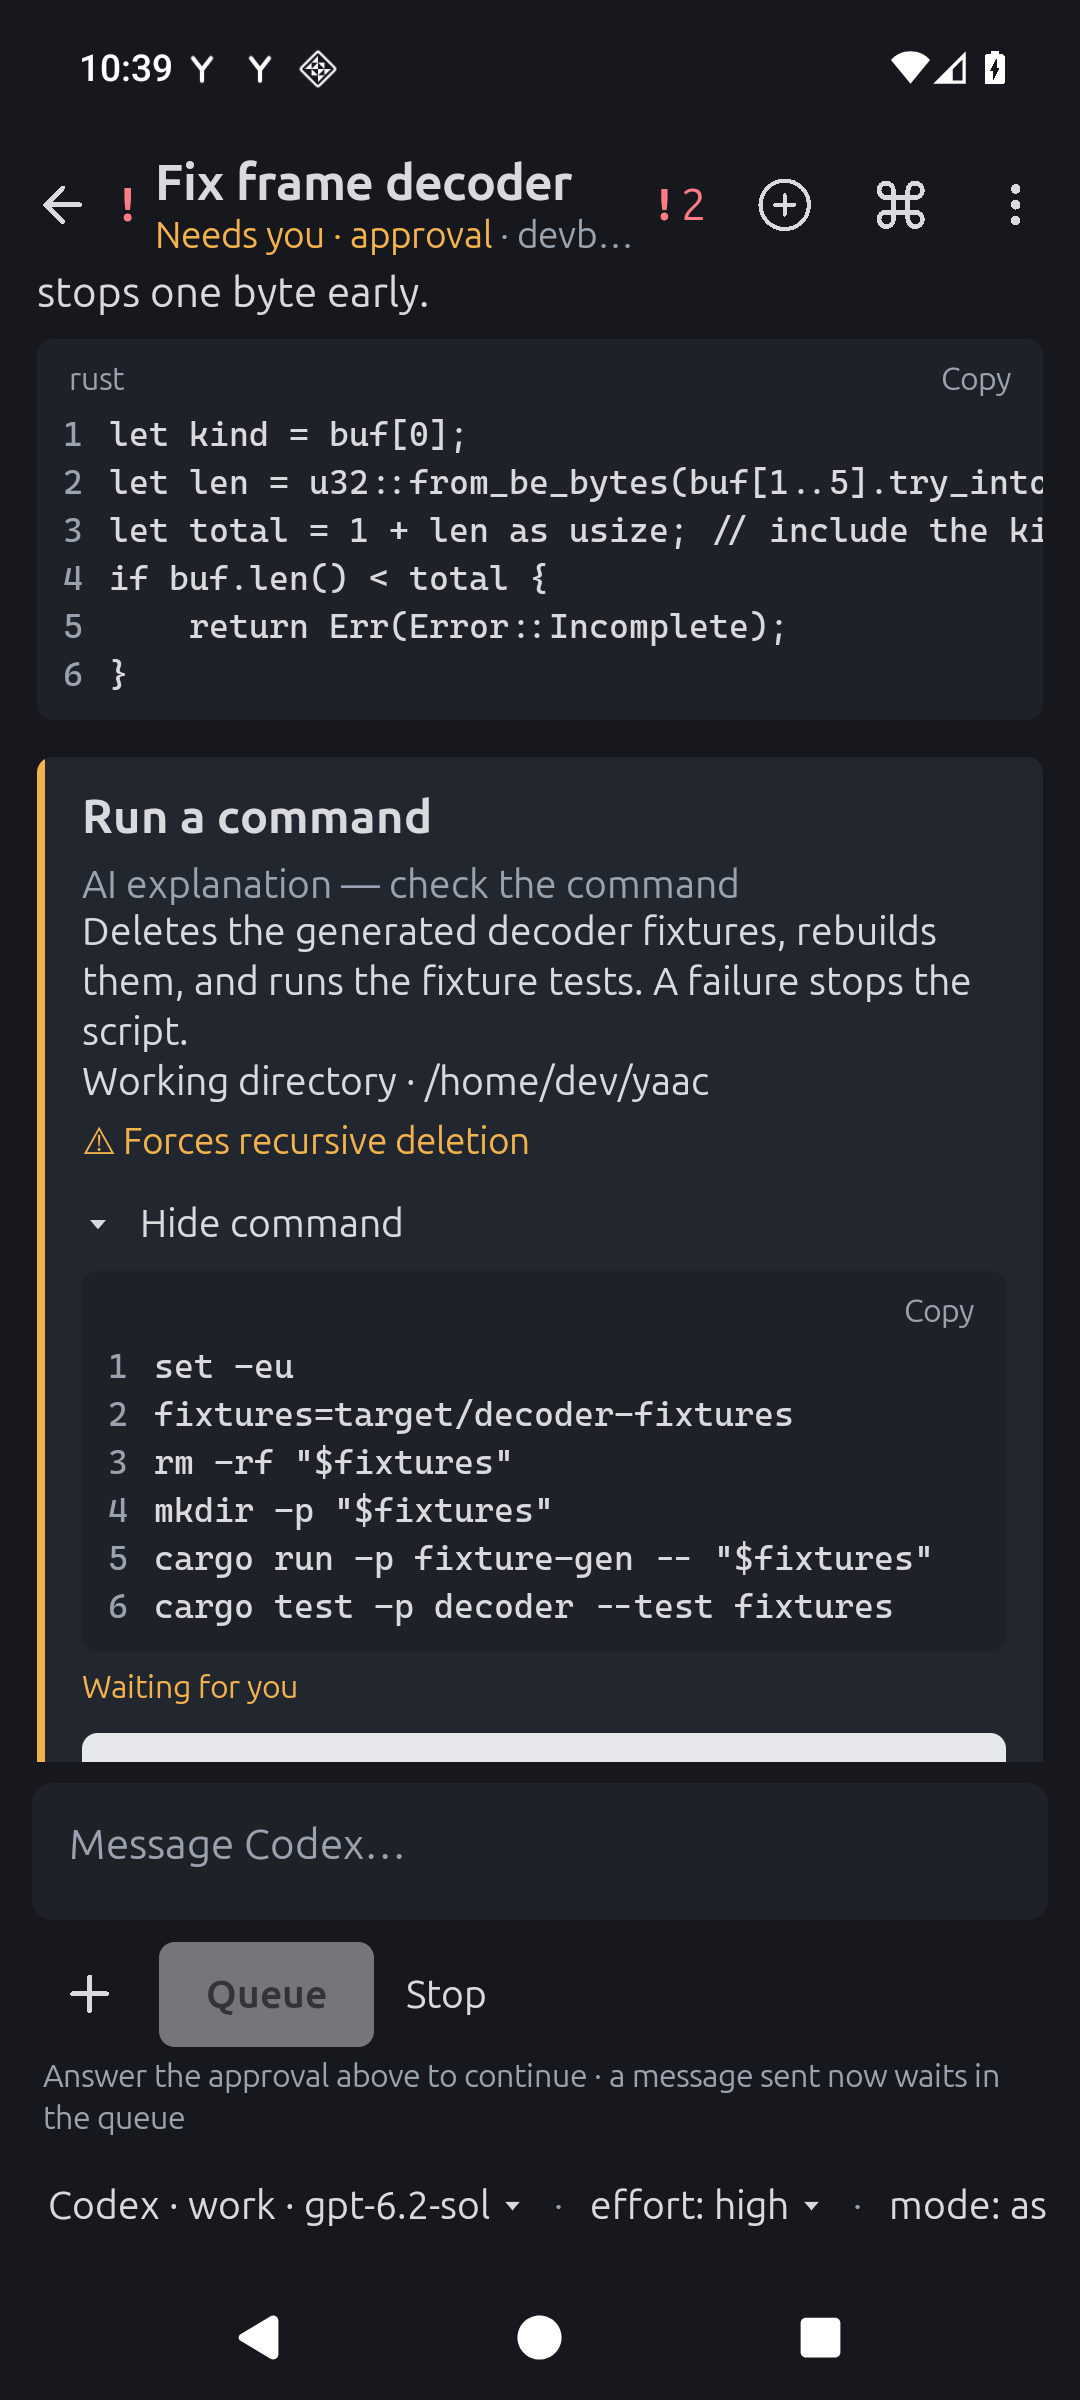 10:39
! Fix frame decoder ! 2
Needs you · approval · devb…
stops one byte early.
rust Copy
1 let kind = buf[0];
2 let len = u32::from_be_bytes(buf[1..5].try_into
3 let total = 1 + len as usize; // include the ki
4 if buf.len() < total {
5     return Err(Error::Incomplete);
6 }
Run a command
AI explanation — check the command
Deletes the generated decoder fixtures, rebuilds
them, and runs the fixture tests. A failure stops the
script.
Working directory · /home/dev/yaac
⚠ Forces recursive deletion
Hide command
Copy
1 set -eu
2 fixtures=target/decoder-fixtures
3 rm -rf "$fixtures"
4 mkdir -p "$fixtures"
5 cargo run -p fixture-gen -- "$fixtures"
6 cargo test -p decoder --test fixtures
Waiting for you
Message Codex…
Queue Stop
Answer the approval above to continue · a message sent now waits in
the queue
Codex · work · gpt-6.2-sol · effort: high · mode: as